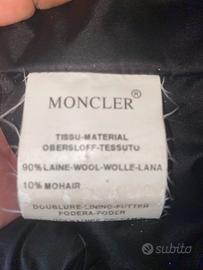 MONCLER
TISSU-MATERIAL
OBERSLOFF-TESSUTO
90%LAINE-WOOL-WOLLE-LANA
10% MOHAIR
DOUBLURE-LINING-FUTTER
FODERA-FODER
subito